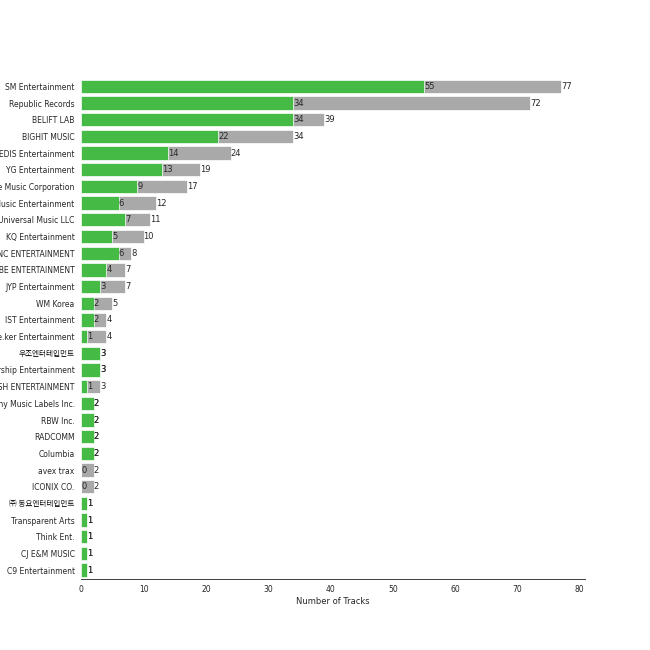 SM Entertainment 55 77
Republic Records 34 72
BELIFT LAB 34 39
BIGHIT MUSIC 22 34
EDIS Entertainment 14 24
YG Entertainment 13 19
e Music Corporation 9 17
usic Entertainment 6 12
Universal Music LLC 7 11
KQ Entertainment 5 10
NC ENTERTAINMENT 6 8
BE ENTERTAINMENT 4 7
JYP Entertainment 3 7
WM Korea 2 5
IST Entertainment 2 4
e.ker Entertainment 1 4
우조엔터테인먼트 3
rship Entertainment 3
SH ENTERTAINMENT 1 3
ny Music Labels Inc. 2
RBW Inc. 2
RADCOMM 2
Columbia 2
avex trax 0 2
ICONIX CO. 0 2
㈜ 동요엔터테인먼트 1
Transparent Arts 1
Think Ent. 1
CJ E&M MUSIC 1
C9 Entertainment 1
0 10 20 30 40 50 60 70 80
Number of Tracks